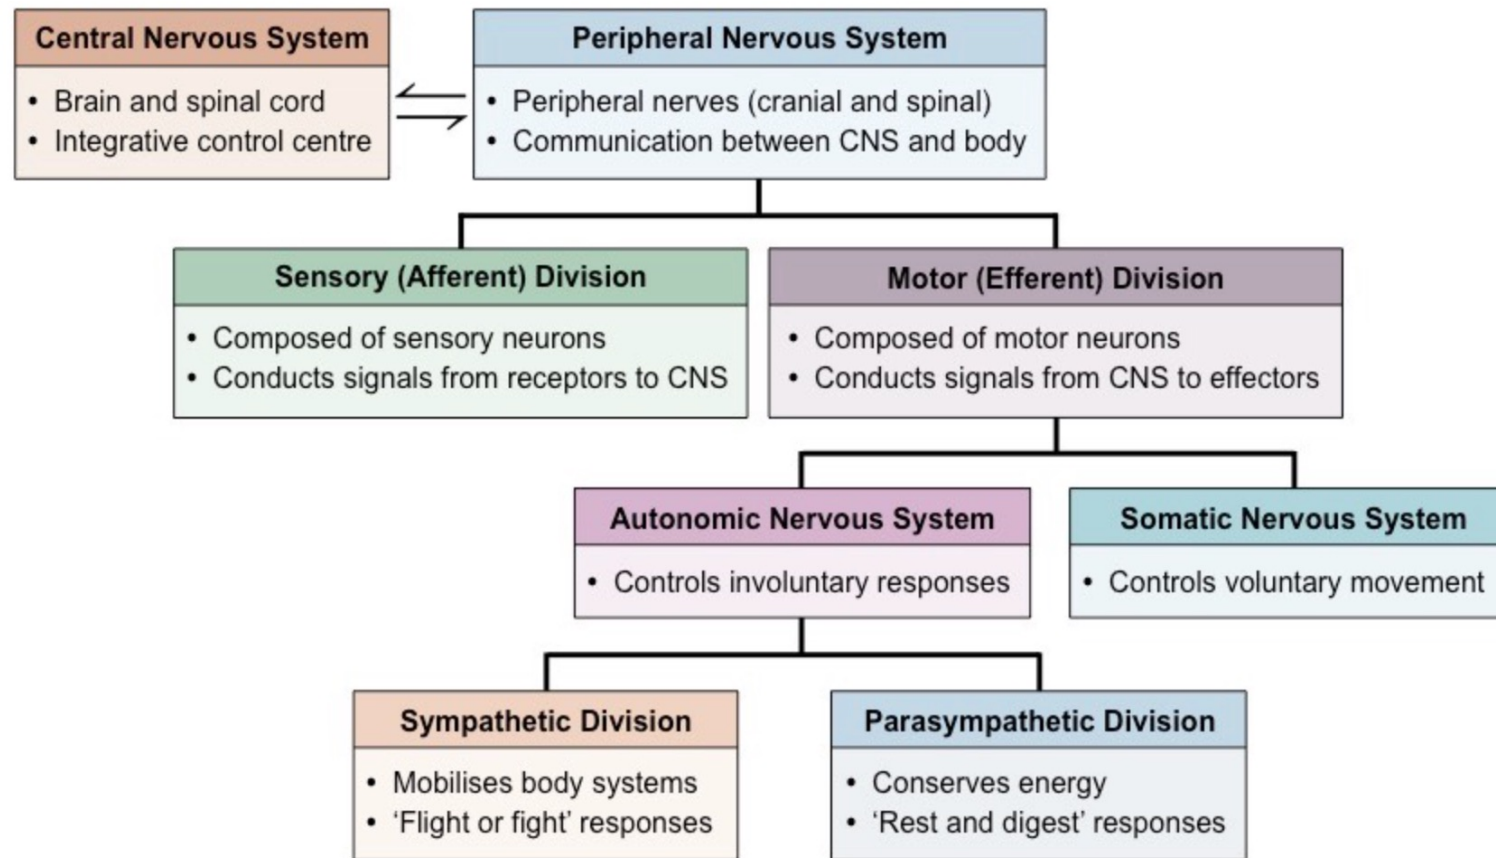 Central Nervous System
• Brain and spinal cord
• Integrative control centre
Peripheral Nervous System
• Peripheral nerves (cranial and spinal)
• Communication between CNS and body
Sensory (Afferent) Division
• Composed of sensory neurons
• Conducts signals from receptors to CNS
Motor (Efferent) Division
• Composed of motor neurons
• Conducts signals from CNS to effectors
Autonomic Nervous System
• Controls involuntary responses
Somatic Nervous System
• Controls voluntary movement
Sympathetic Division
• Mobilises body systems
• ‘Flight or fight’ responses
Parasympathetic Division
• Conserves energy
• ‘Rest and digest’ responses